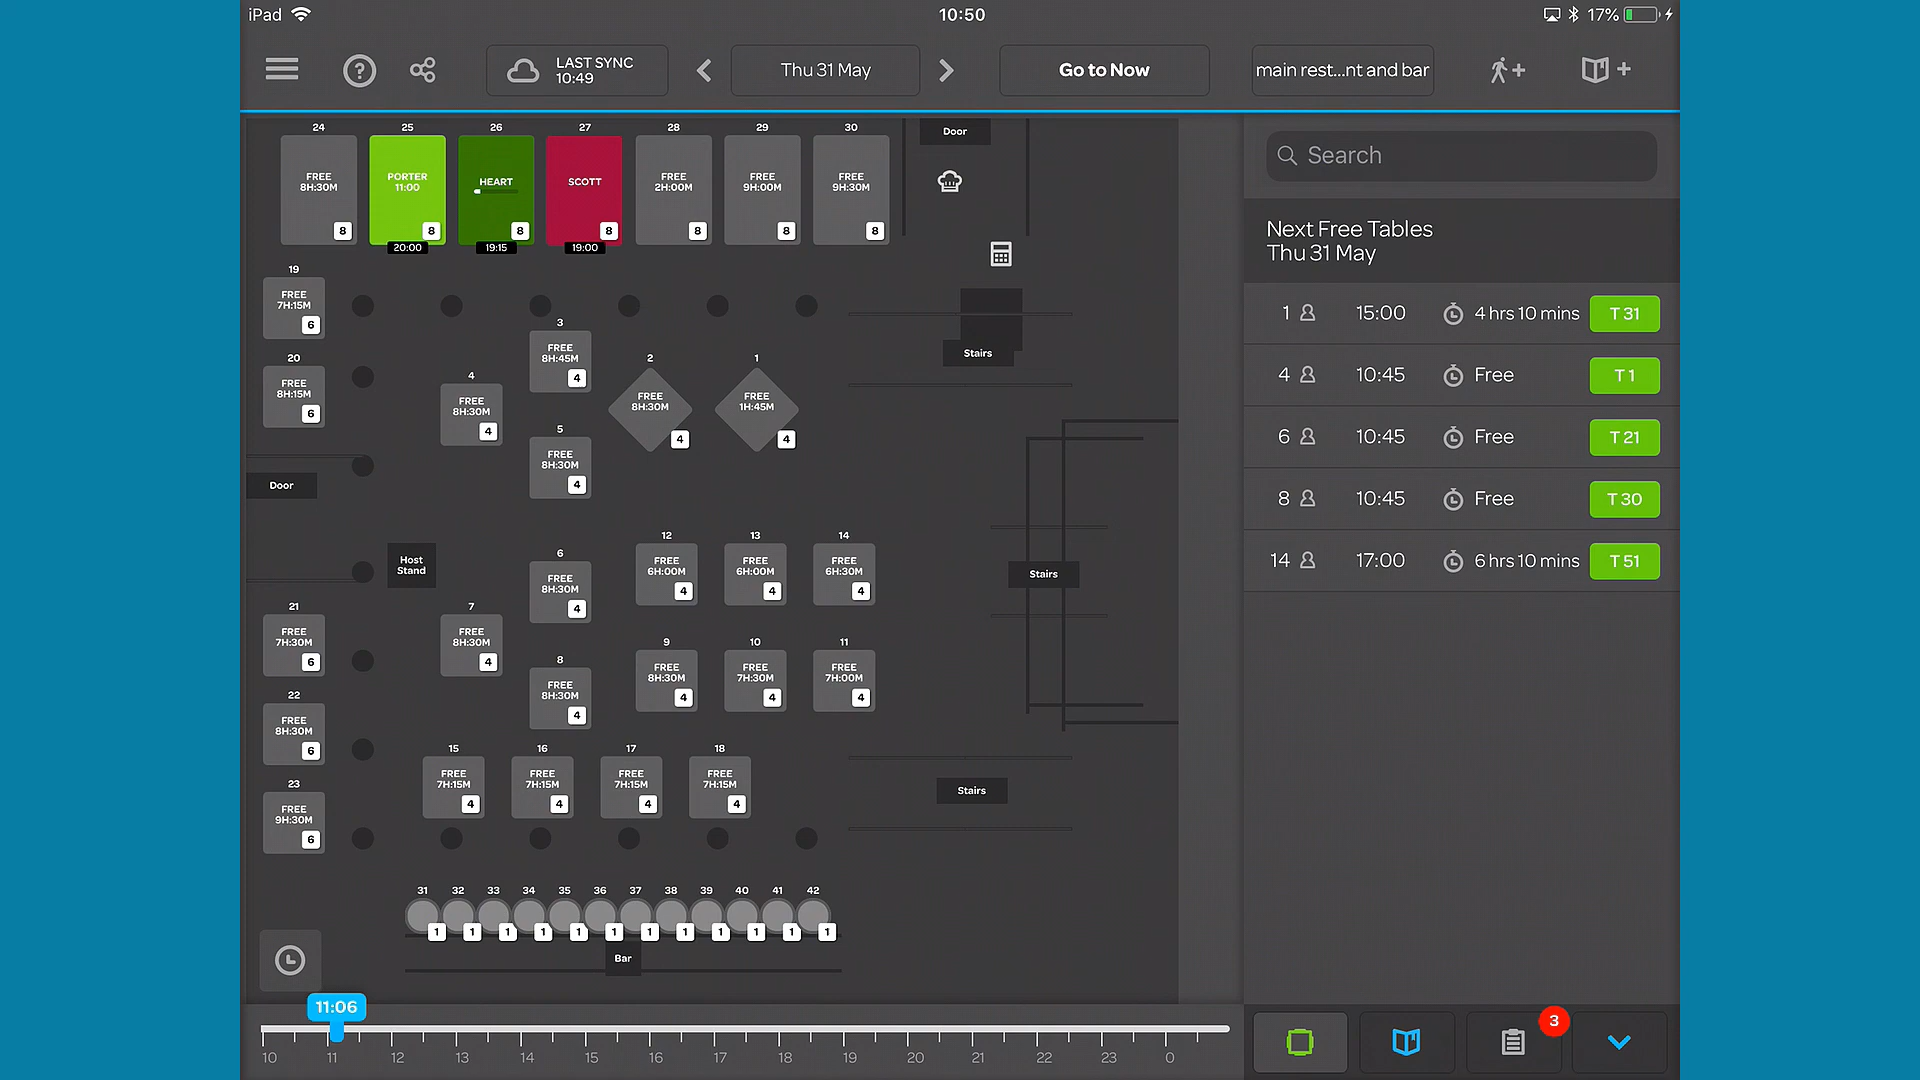 iPad
10:50
17%
LAST SYNC
10:49
Thu 31 May
Go to Now
main rest...nt and bar
24
25
26
27
28
29
30
FREE
8H:30M
8
PORTER
11:00
8
20:00
HEART
8
19:15
SCOTT
8
19:00
FREE
2H:00M
8
FREE
9H:00M
8
FREE
9H:30M
8
Door
19
FREE
7H:15M
6
20
FREE
8H:15M
6
3
FREE
8H:45M
4
4
FREE
8H:30M
4
5
FREE
8H:30M
4
2
FREE
8H:30M
4
1
FREE
1H:45M
4
Stairs
Door
Host
Stand
6
FREE
8H:30M
4
12
FREE
6H:00M
4
13
FREE
6H:00M
4
14
FREE
6H:30M
4
Stairs
21
FREE
7H:30M
6
7
FREE
8H:30M
4
8
FREE
8H:30M
4
9
FREE
8H:30M
4
10
FREE
7H:30M
4
11
FREE
7H:00M
4
22
FREE
8H:30M
6
23
FREE
9H:30M
6
15
FREE
7H:15M
4
16
FREE
7H:15M
4
17
FREE
7H:15M
4
18
FREE
7H:15M
4
Stairs
31 32 33 34 35 36 37 38 39 40 41 42
1 1 1 1 1 1 1 1 1 1 1 1
Bar
11:06
10 11 12 13 14 15 16 17 18 19 20 21 22 23 0
Search
Next Free Tables
Thu 31 May
1 15:00 4 hrs 10 mins T 31
4 10:45 Free T 1
6 10:45 Free T 21
8 10:45 Free T 30
14 17:00 6 hrs 10 mins T 51
3